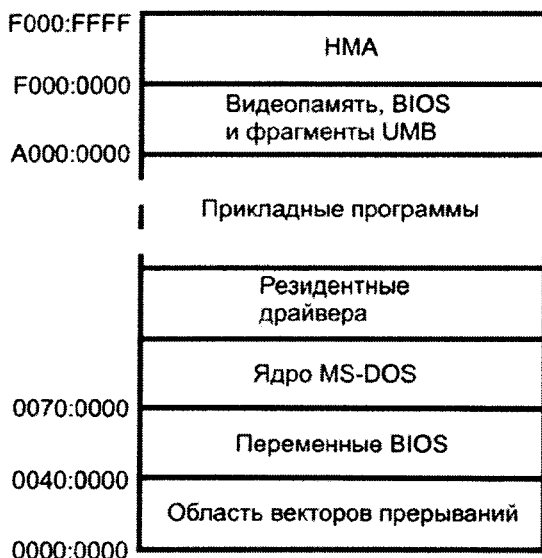 F000:FFFF
HMA
F000:0000
Видеопамять, BIOS
и фрагменты UMB
A000:0000
Прикладные программы
Резидентные
драйвера
Ядро MS-DOS
0070:0000
Переменные BIOS
0040:0000
Область векторов прерываний
0000:0000